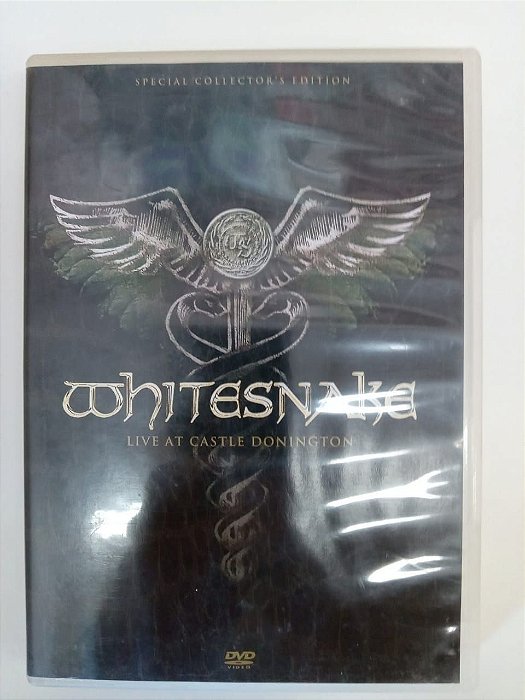 SPECIAL COLLECTOR'S EDITION
WHITESNAKE
LIVE AT CASTLE DONINGTON
DVD
VIDEO